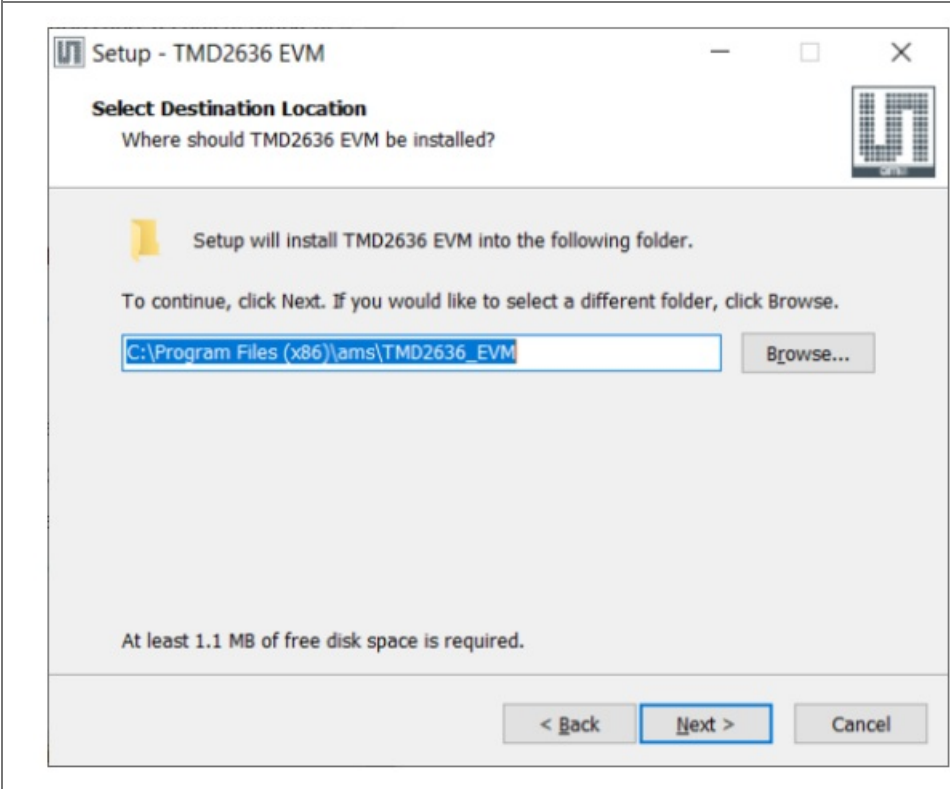 Setup - TMD2636 EVM
Select Destination Location
Where should TMD2636 EVM be installed?
amu
Setup will install TMD2636 EVM into the following folder.
To continue, click Next. If you would like to select a different folder, click Browse.
C:\Program Files (x86)\ams\TMD2636_EVM
Browse...
At least 1.1 MB of free disk space is required.
< Back
Next >
Cancel